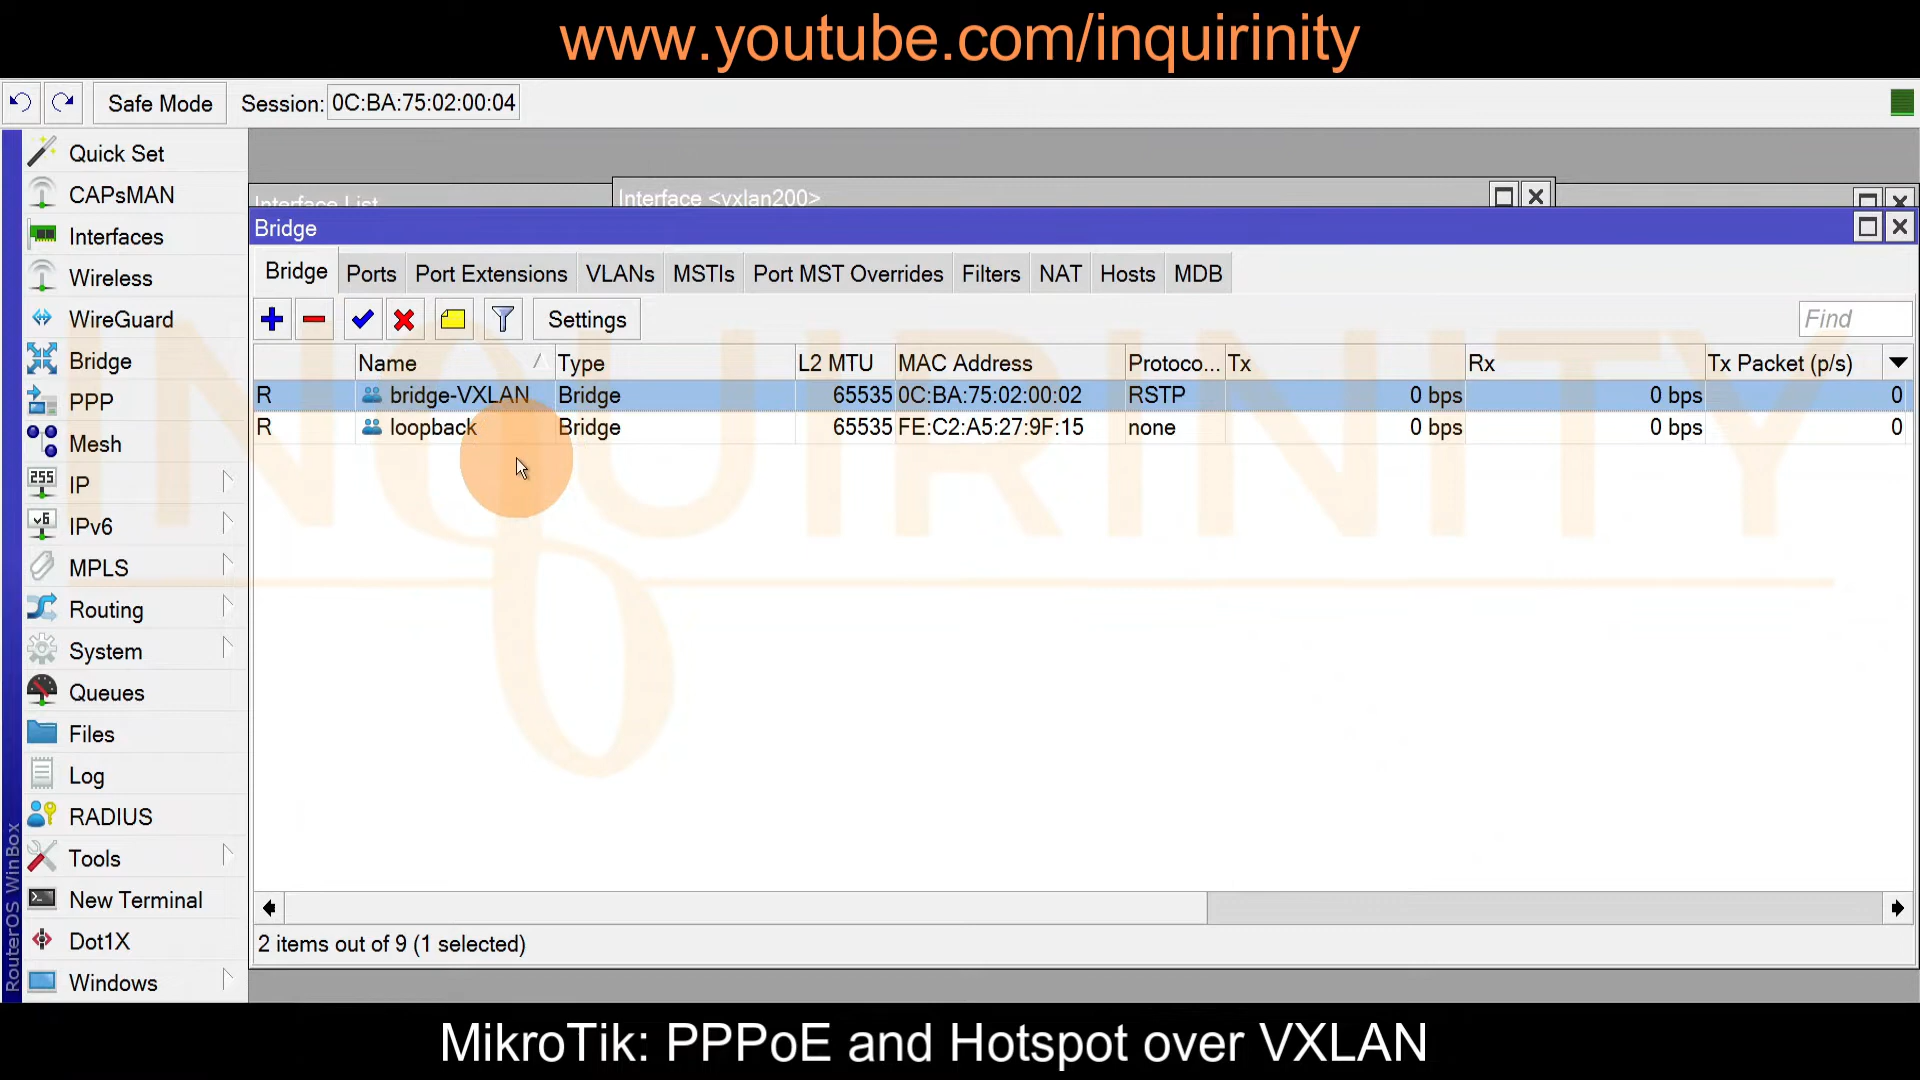 www.youtube.com/inquirinity
Safe Mode Session: 0C:BA:75:02:00:04
Quick Set
CAPsMAN
Interfaces
Wireless
WireGuard
Bridge
PPP
Mesh
255 IP
v6 IPv6
MPLS
Routing
System
Queues
Files
Log
RADIUS
Tools
New Terminal
Dot1X
Windows
RouterOS WinBox
Interface List
Interface <vxlan200>
Bridge
Bridge Ports Port Extensions VLANs MSTIs Port MST Overrides Filters NAT Hosts MDB
Settings Find
Name / Type L2 MTU MAC Address Protoco... Tx Rx Tx Packet (p/s)
R bridge-VXLAN Bridge 65535 0C:BA:75:02:00:02 RSTP 0 bps 0 bps 0
R loopback Bridge 65535 FE:C2:A5:27:9F:15 none 0 bps 0 bps 0
INQUIRINITY
2 items out of 9 (1 selected)
MikroTik: PPPoE and Hotspot over VXLAN